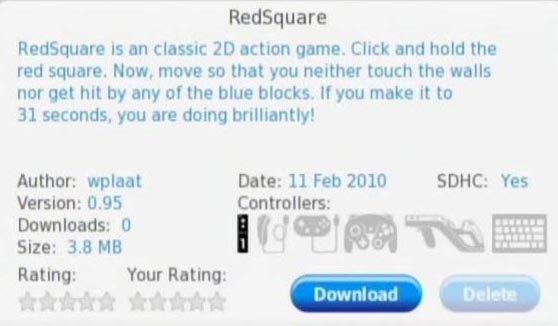 RedSquare
RedSquare is an classic 2D action game. Click and hold the
red square. Now, move so that you neither touch the walls
nor get hit by any of the blue blocks. If you make it to
31 seconds, you are doing brilliantly!
Author: wplaat
Date: 11 Feb 2010
SDHC: Yes
Version: 0.95
Controllers:
Downloads: 0
1
Size: 3.8 MB
Rating:
Your Rating:
Download
Delete